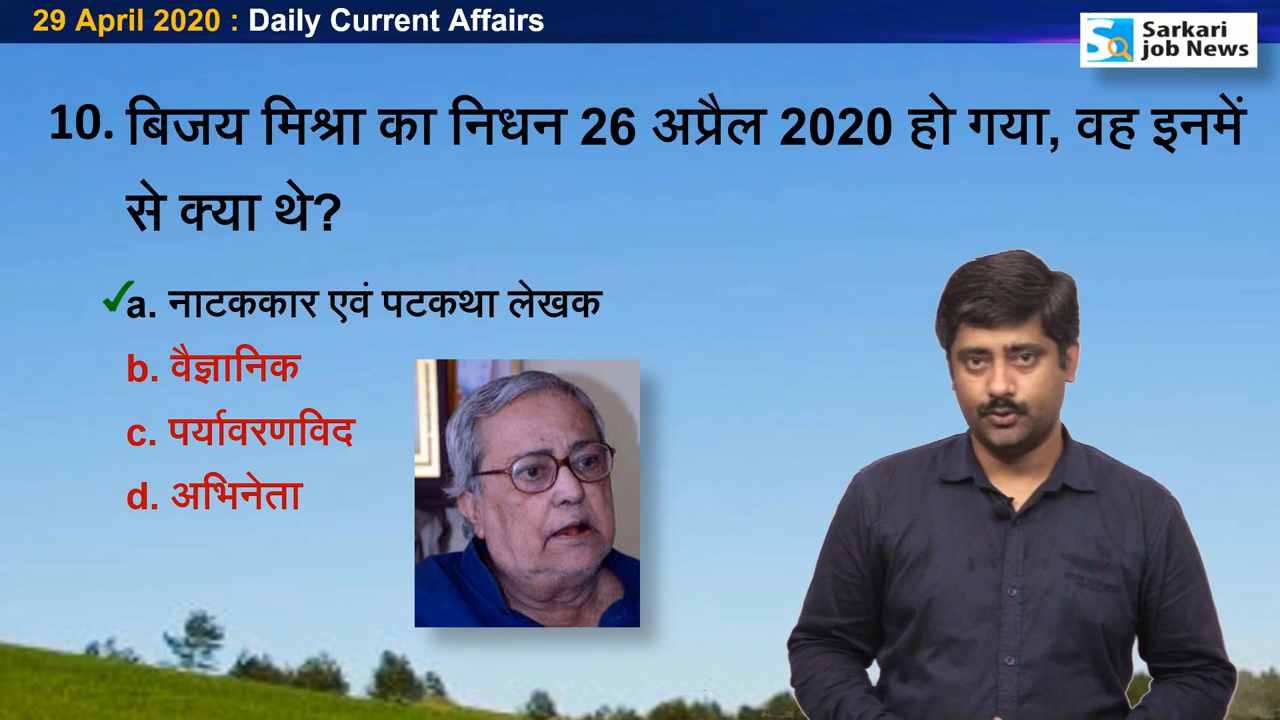 29 April 2020 : Daily Current Affairs
Sarkari
job News
10. बिजय मिश्रा का निधन 26 अप्रैल 2020 हो गया, वह इनमें
से क्या थे?
a. नाटककार एवं पटकथा लेखक
b. वैज्ञानिक
c. पर्यावरणविद
d. अभिनेता